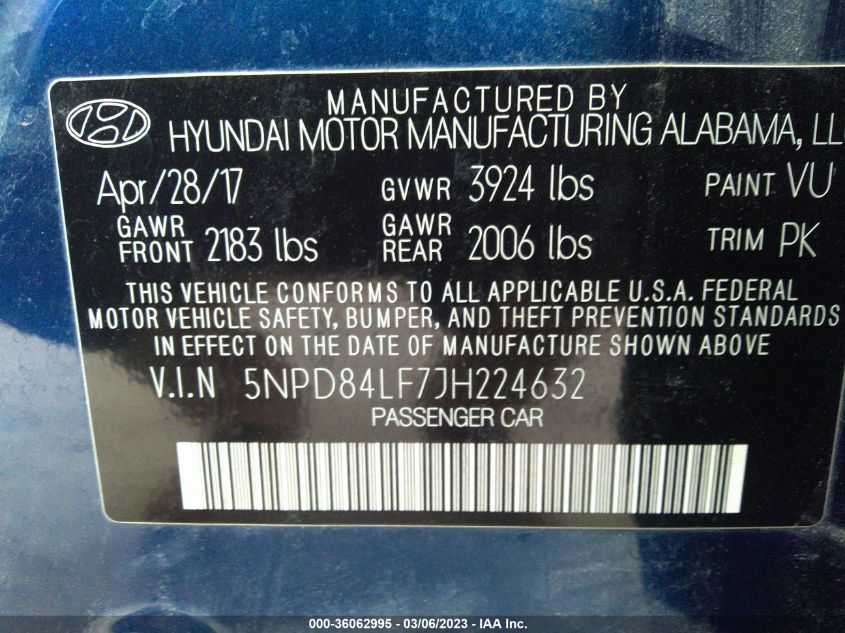 MANUFACTURED BY
HYUNDAI MOTOR MANUFACTURING ALABAMA, LLC
Apr/28/17 GVWR 3924 lbs PAINT VU
GAWR FRONT 2183 lbs GAWR REAR 2006 lbs TRIM PK
THIS VEHICLE CONFORMS TO ALL APPLICABLE U.S.A. FEDERAL
MOTOR VEHICLE SAFETY, BUMPER, AND THEFT PREVENTION STANDARDS
IN EFFECT ON THE DATE OF MANUFACTURE SHOWN ABOVE
V.I.N 5NPD84LF7JH224632
PASSENGER CAR
000-36062995 - 03/06/2023 - IAA Inc.